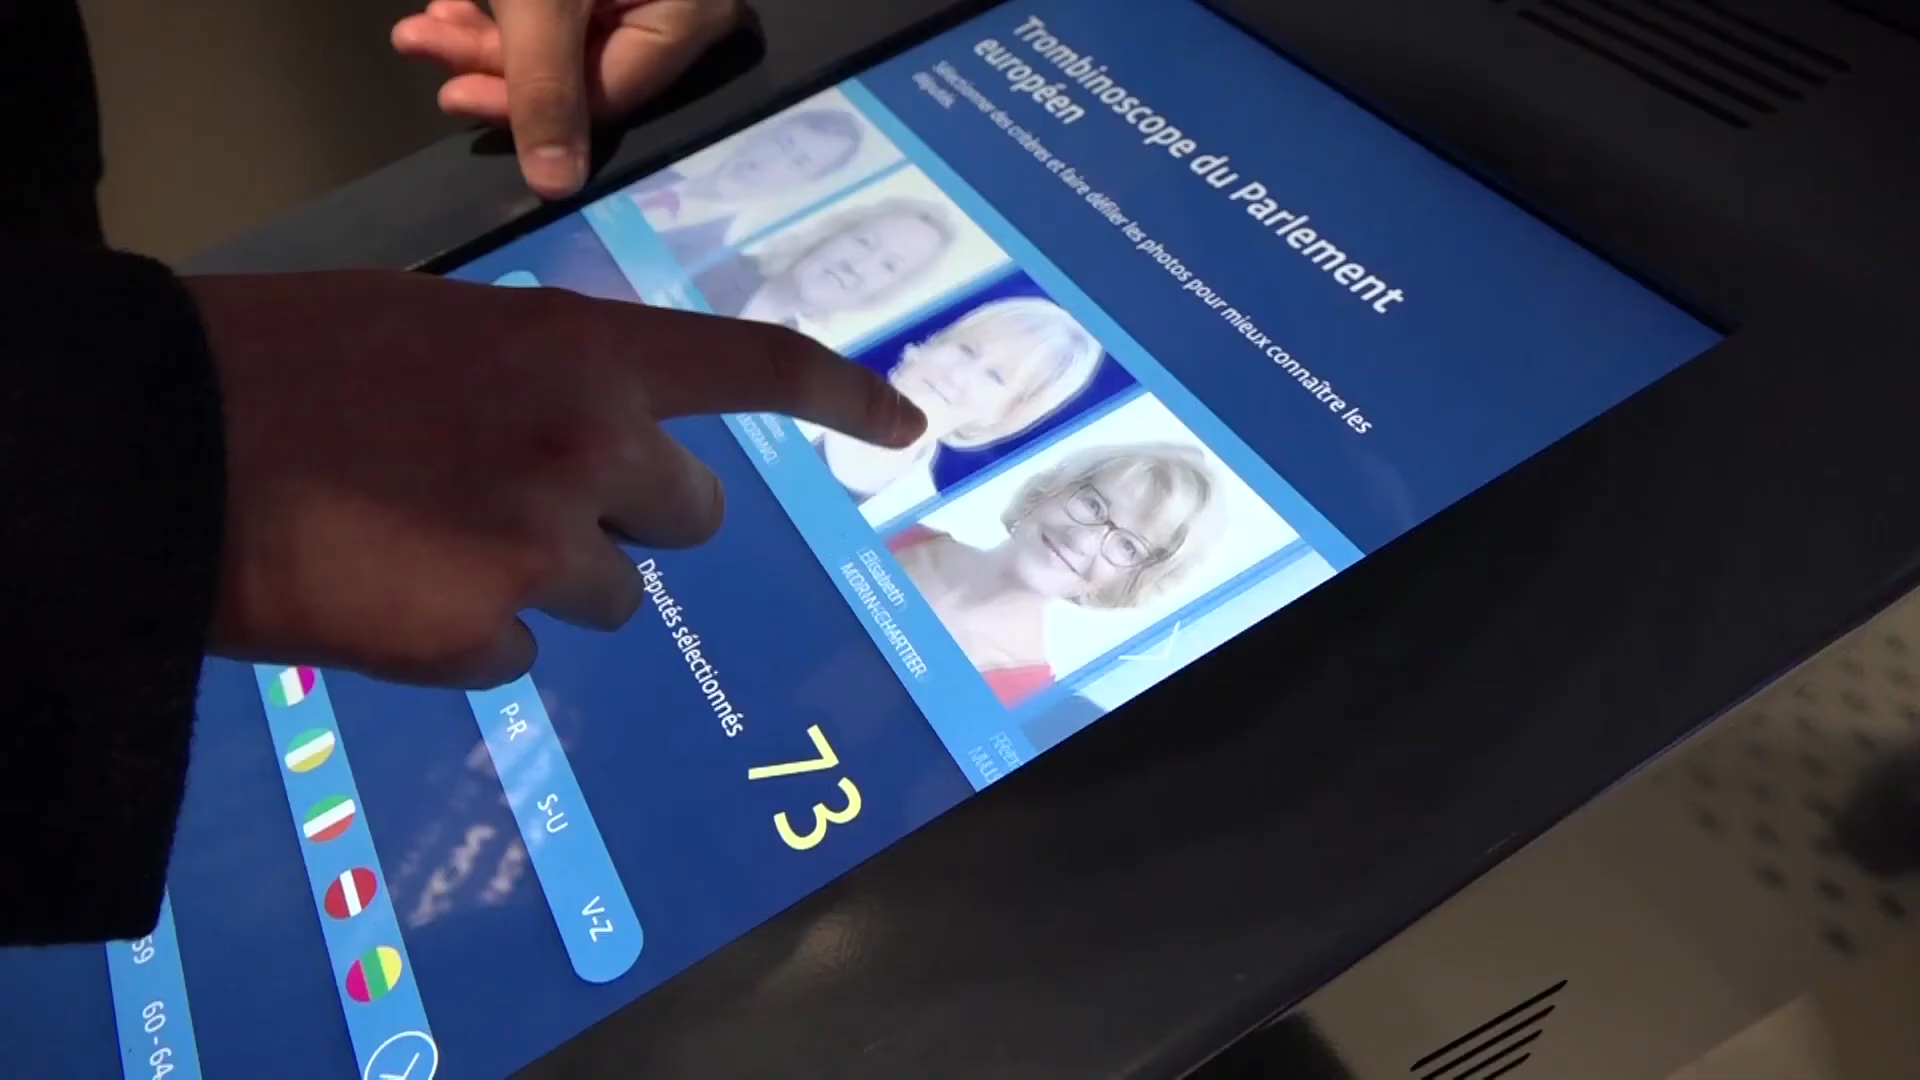 Trombinoscope du Parlement
européen
Sélectionner des critères et faire défiler les photos pour mieux connaître les
députés.
Elisabeth
MORIN-CHARTIER
Députés sélectionnés
73
P-R
S-U
V-Z
59
60 - 64